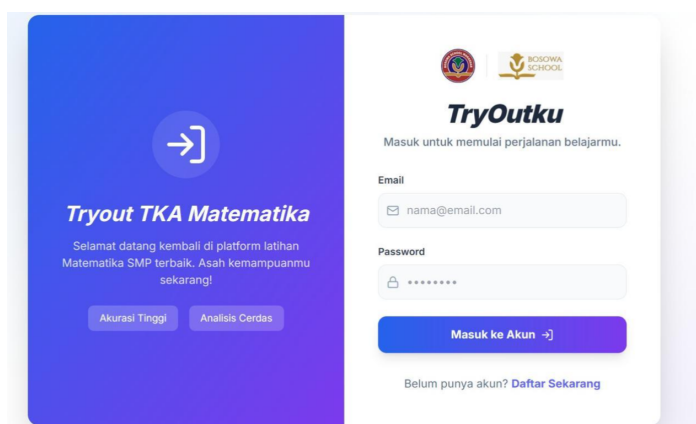 Tryout TKA Matematika
Selamat datang kembali di platform latihan
Matematika SMP terbaik. Asah kemampuanmu
sekarang!
Akurasi Tinggi
Analisis Cerdas
BOSOWA
SCHOOL
TryOutku
Masuk untuk memulai perjalanan belajarmu.
Email
nama@email.com
Password
Masuk ke Akun
Belum punya akun? Daftar Sekarang